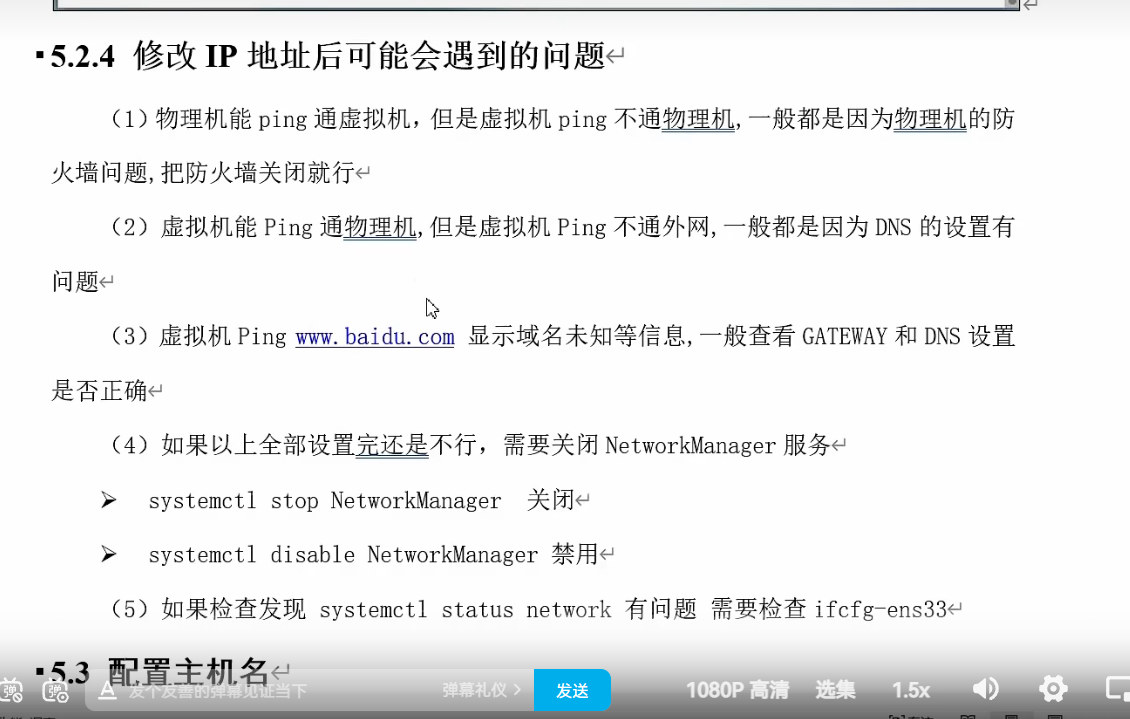 5.2.4 修改 IP 地址后可能会遇到的问题
（1）物理机能 ping 通虚拟机，但是虚拟机 ping 不通物理机,一般都是因为物理机的防
火墙问题,把防火墙关闭就行
（2）虚拟机能 Ping 通物理机,但是虚拟机 Ping 不通外网,一般都是因为 DNS 的设置有
问题
（3）虚拟机 Ping www.baidu.com 显示域名未知等信息,一般查看 GATEWAY 和 DNS 设置
是否正确
（4）如果以上全部设置完还是不行，需要关闭 NetworkManager 服务
➢ systemctl stop NetworkManager 关闭
➢ systemctl disable NetworkManager 禁用
（5）如果检查发现 systemctl status network 有问题 需要检查 ifcfg-ens33
5.3 配置主机名
弹 弹 A 发个友善的弹幕见证当下 弹幕礼仪 > 发送 1080P 高清 选集 1.5x